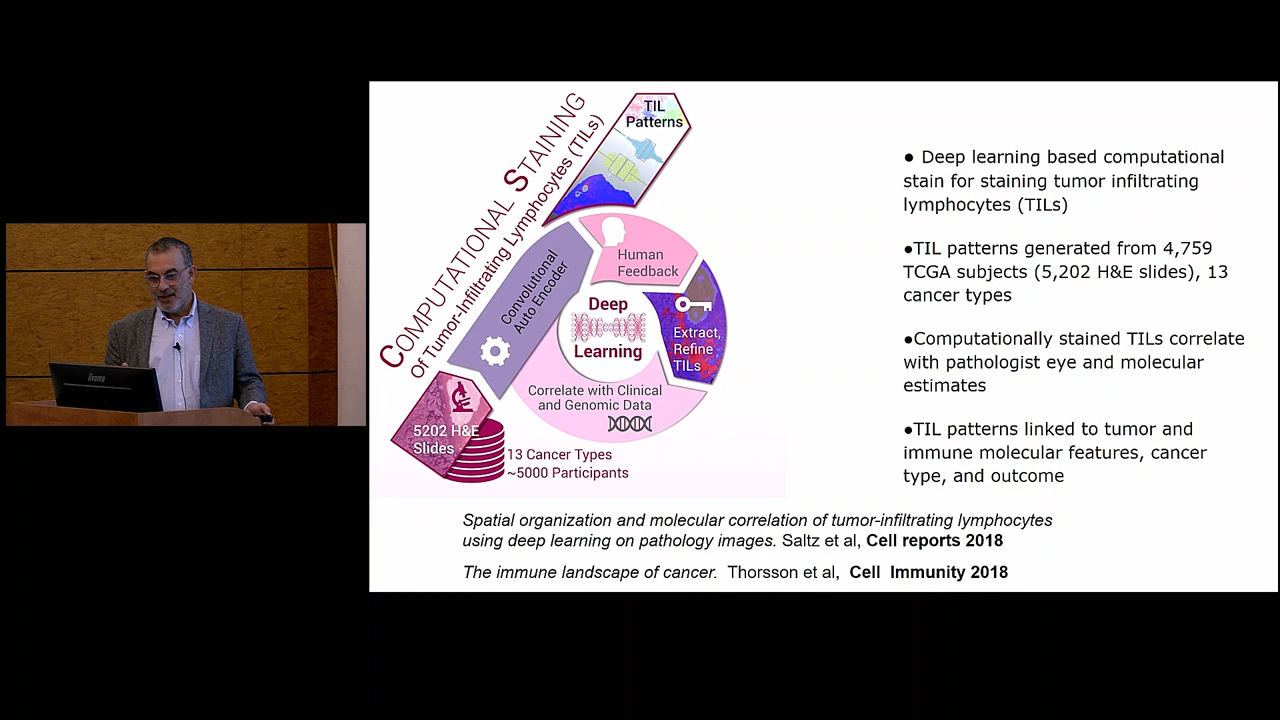 COMPUTATIONAL STAINING
Of Tumor-Infiltrating Lymphocytes (TILs)
TIL
Patterns
Human
Feedback
Convolutional
Auto Encoder
Deep
Learning
Extract,
Refine
TILs
Correlate with Clinical
and Genomic Data
5202 H&E
Slides
13 Cancer Types
~5000 Participants
● Deep learning based computational
stain for staining tumor infiltrating
lymphocytes (TILs)
●TIL patterns generated from 4,759
TCGA subjects (5,202 H&E slides), 13
cancer types
●Computationally stained TILs correlate
with pathologist eye and molecular
estimates
●TIL patterns linked to tumor and
immune molecular features, cancer
type, and outcome
Spatial organization and molecular correlation of tumor-infiltrating lymphocytes
using deep learning on pathology images. Saltz et al, Cell reports 2018
The immune landscape of cancer. Thorsson et al, Cell Immunity 2018
iiyama